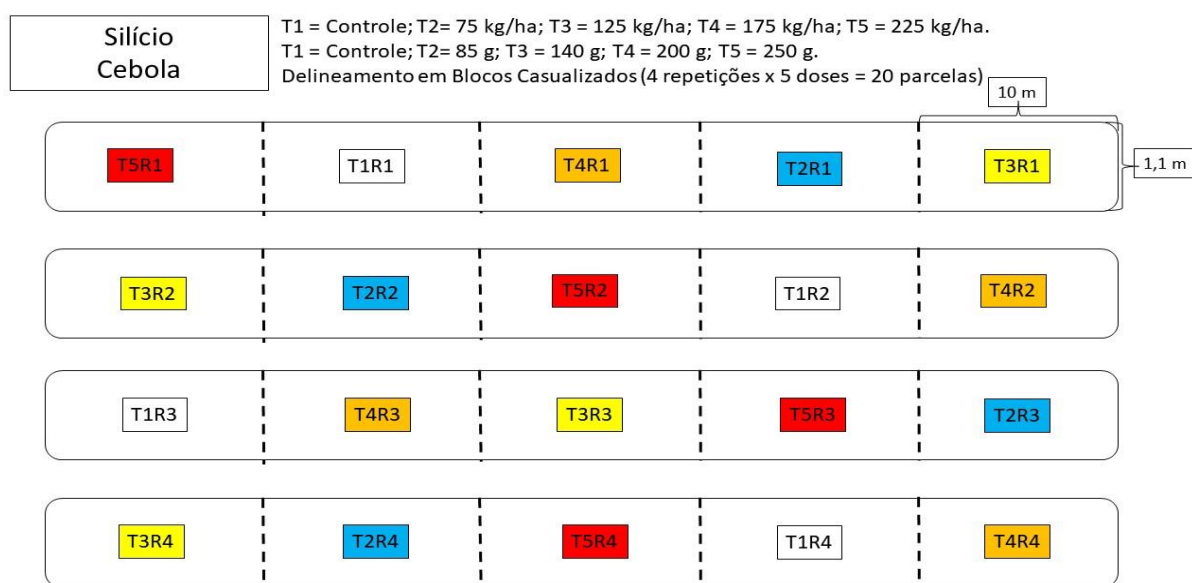 Silício
Cebola
T1 = Controle; T2= 75 kg/ha; T3 = 125 kg/ha; T4 = 175 kg/ha; T5 = 225 kg/ha.
T1 = Controle; T2= 85 g; T3 = 140 g; T4 = 200 g; T5 = 250 g.
Delineamento em Blocos Casualizados (4 repetições x 5 doses = 20 parcelas)
10 m
T5R1 T1R1 T4R1 T2R1 T3R1 1,1 m
T3R2 T2R2 T5R2 T1R2 T4R2
T1R3 T4R3 T3R3 T5R3 T2R3
T3R4 T2R4 T5R4 T1R4 T4R4